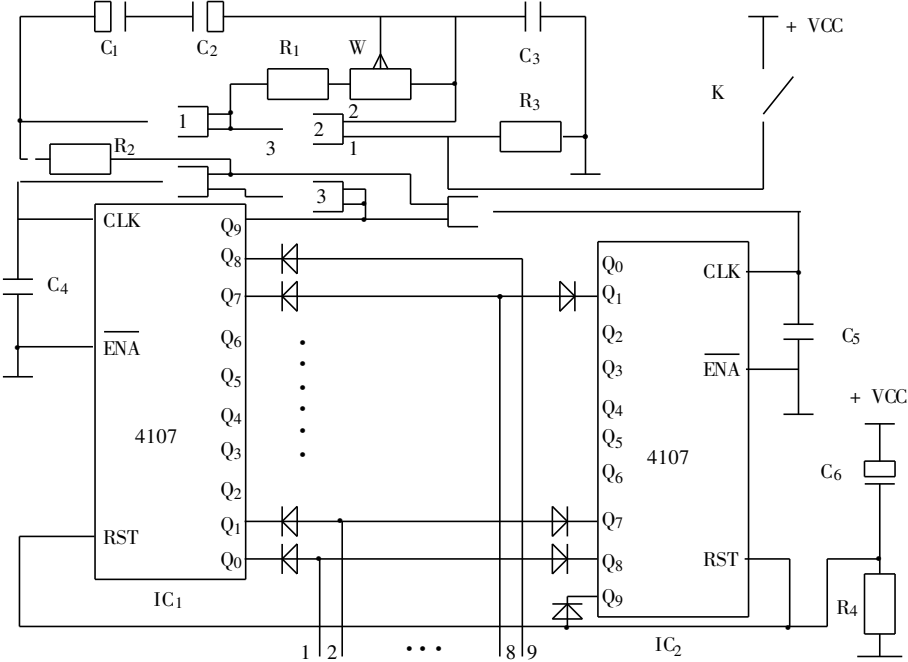 C1 C2 R1 W C3 + VCC
K
R3
1 2 2
3 1
R2
3
CLK Q9
Q8 Q0 CLK
C4 Q7 Q1
ENA Q6 Q2 C5
Q5 Q3 ENA
+ VCC
Q4 Q4
4107 Q5
Q3 4107
Q2 Q6 C6
Q1 Q7
RST
Q0 Q8 RST
IC1 Q9 R4
IC2
1 2 ••• 8 9